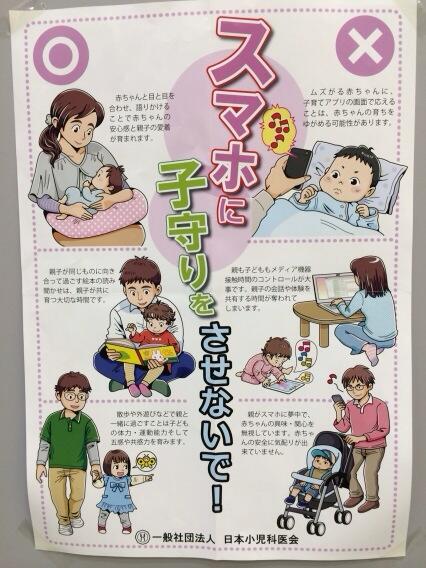 スマホに
子守りを
させないで!
赤ちゃんと目と目を
合わせ、語りかける
ことで赤ちゃんの
安心感と親子の愛着
が育まれます。
ムズがる赤ちゃんに、
子育てアプリの画面で応える
ことは、赤ちゃんの育ちを
ゆがめる可能性があります。
親子が同じものに向き
合って過ごす絵本の読み
聞かせは、親子が共に
育つ大切な時間です。
親も子どももメディア機器
接触時間のコントロールが大
事です。親子の会話や体験を
共有する時間が奪われて
しまいます。
散歩や外遊びなどで親と
一緒に過ごすことは子ども
の体力・運動能力そして
五感や共感力を育みます。
親がスマホに夢中で、
赤ちゃんの興味・関心を
無視しています。赤ちゃ
んの安全に気配りが出
来ていません。
一般社団法人 日本小児科医会